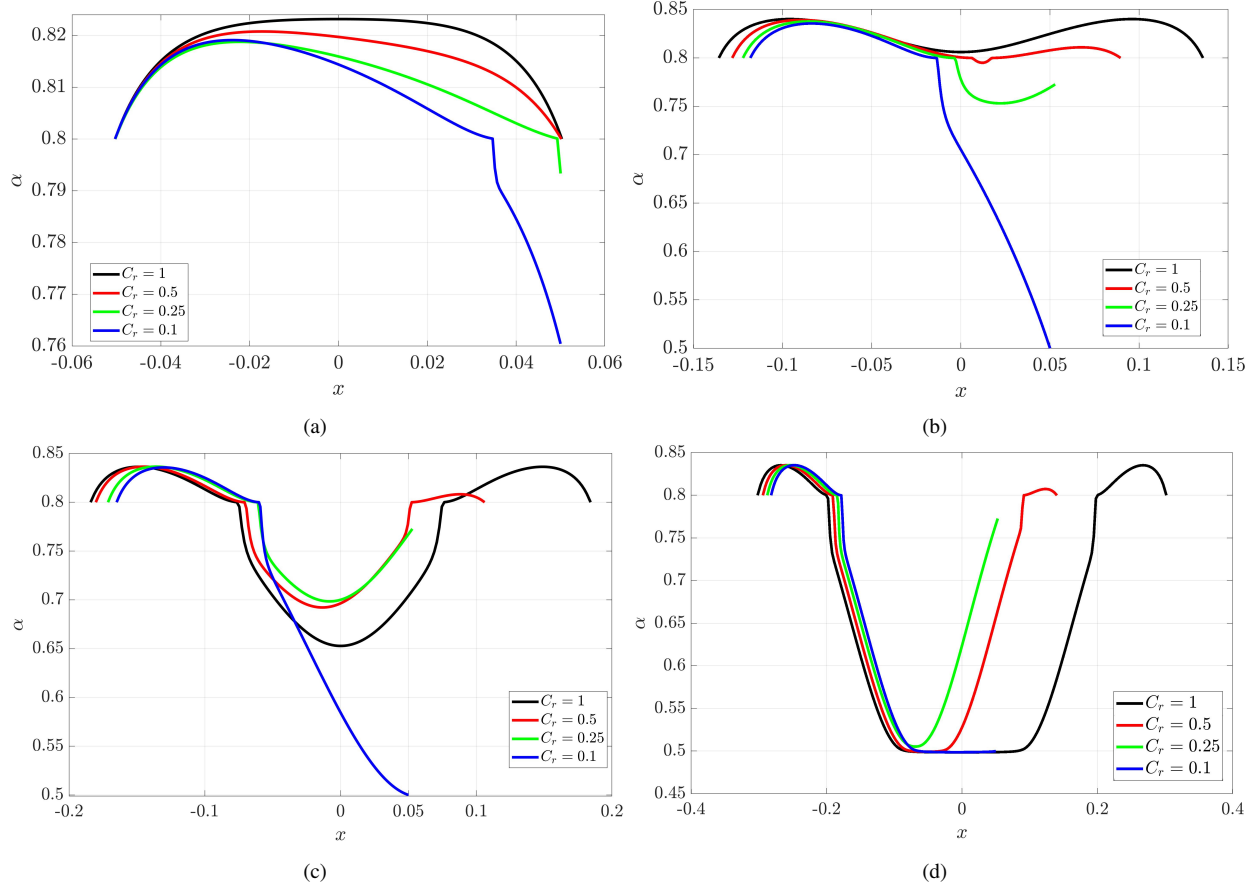 0.82
0.81
0.8
0.79
0.78
0.77
0.76
α
-0.06
-0.04
-0.02
0
0.02
0.04
0.06
x
C_r = 1
C_r = 0.5
C_r = 0.25
C_r = 0.1
(a)
0.85
0.8
0.75
0.7
0.65
0.6
0.55
0.5
α
-0.15
-0.1
-0.05
0
0.05
0.1
0.15
x
C_r = 1
C_r = 0.5
C_r = 0.25
C_r = 0.1
(b)
0.85
0.8
0.75
0.7
0.65
0.6
0.55
0.5
α
-0.2
-0.1
0
0.05
0.1
0.2
x
C_r = 1
C_r = 0.5
C_r = 0.25
C_r = 0.1
(c)
0.85
0.8
0.75
0.7
0.65
0.6
0.55
0.5
0.45
α
-0.4
-0.2
0
0.2
0.4
x
C_r = 1
C_r = 0.5
C_r = 0.25
C_r = 0.1
(d)